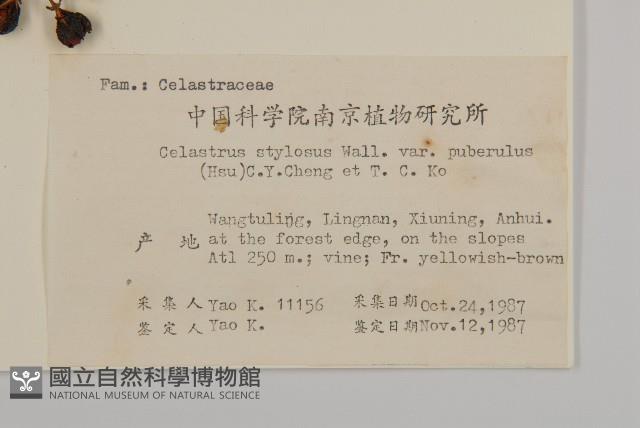 Fam.: Celastraceae
中国科学院南京植物研究所
Celastrus stylosus Wall. var. puberulus
(Hsu)C.Y.Cheng et T. C. Ko
Wangtuling, Lingnan, Xiuning, Anhui.
产 地 at the forest edge, on the slopes
Atl 250 m.; vine; Fr. yellowish-brown
采集人 Yao K. 11156 采集日期 Oct.24,1987
鉴定人 Yao K. 鉴定日期 Nov.12,1987
國立自然科學博物館
NATIONAL MUSEUM OF NATURAL SCIENCE